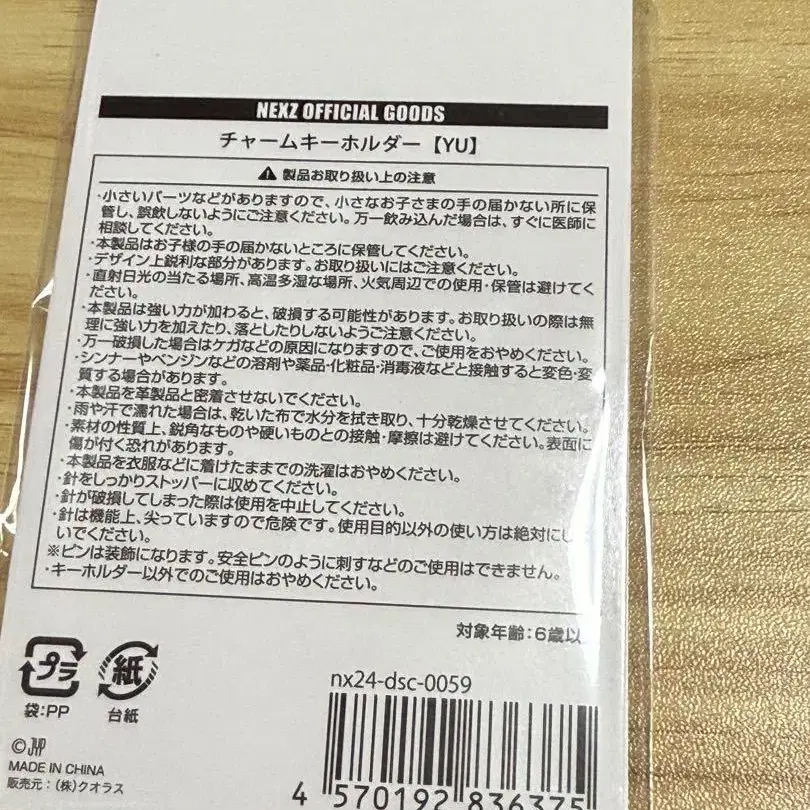 NEXZ OFFICIAL GOODS
チャームキーホルダー【YU】
⚠ 製品お取り扱い上の注意
・小さいパーツなどがありますので、小さなお子さまの手の届かない所に保
管し、誤飲しないようにご注意ください。万一飲み込んだ場合は、すぐに医師に
相談してください。
・本製品はお子様の手の届かないところに保管してください。
・デザイン上鋭利な部分があります。お取り扱いにはご注意ください。
・直射日光の当たる場所、高温多湿な場所、火気周辺での使用・保管は避けてく
ださい。
・本製品は強い力が加わると、破損する可能性があります。お取り扱いの際は無
理に強い力を加えたり、落としたりしないようご注意ください。
・万一破損した場合はケガなどの原因になりますので、ご使用をおやめください。
・シンナーやベンジンなどの溶剤や薬品・化粧品・消毒液などと接触すると変色・変
質する場合があります。
・本製品を革製品と密着させないでください。
・雨や汗で濡れた場合は、乾いた布で水分を拭き取り、十分乾燥させてください。
・素材の性質上、鋭角なものや硬いものとの接触・摩擦は避けてください。表面に
傷が付く恐れがあります。
・本製品を衣服などに着けたままでの洗濯はおやめください。
・針をしっかりストッパーに収めてください。
・針が破損してしまった際は使用を中止してください。
・針は機能上、尖っていますので危険です。使用目的以外の使い方は絶対にし
いでください。
※ピンは装飾になります。安全ピンのように刺すなどのご使用はできません。
・キーホルダー以外でのご使用はおやめください。
対象年齢：6歳以
プラ
袋：PP
紙
台紙
nx24-dsc-0059
©JYP
MADE IN CHINA
販売元：（株）クオラス
4 570192 836375